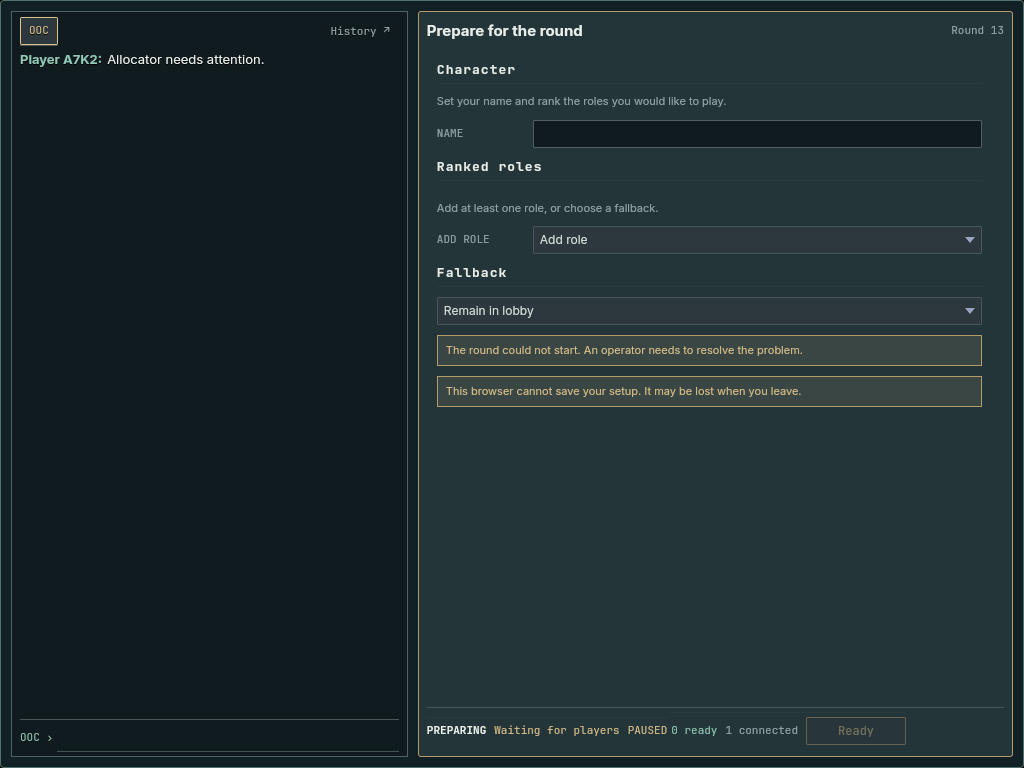 OOC
History ↗
Player A7K2: Allocator needs attention.
OOC ›
Prepare for the round
Round 13
Character
Set your name and rank the roles you would like to play.
NAME
Ranked roles
Add at least one role, or choose a fallback.
ADD ROLE
Add role
Fallback
Remain in lobby
The round could not start. An operator needs to resolve the problem.
This browser cannot save your setup. It may be lost when you leave.
PREPARING Waiting for players PAUSED 0 ready 1 connected Ready